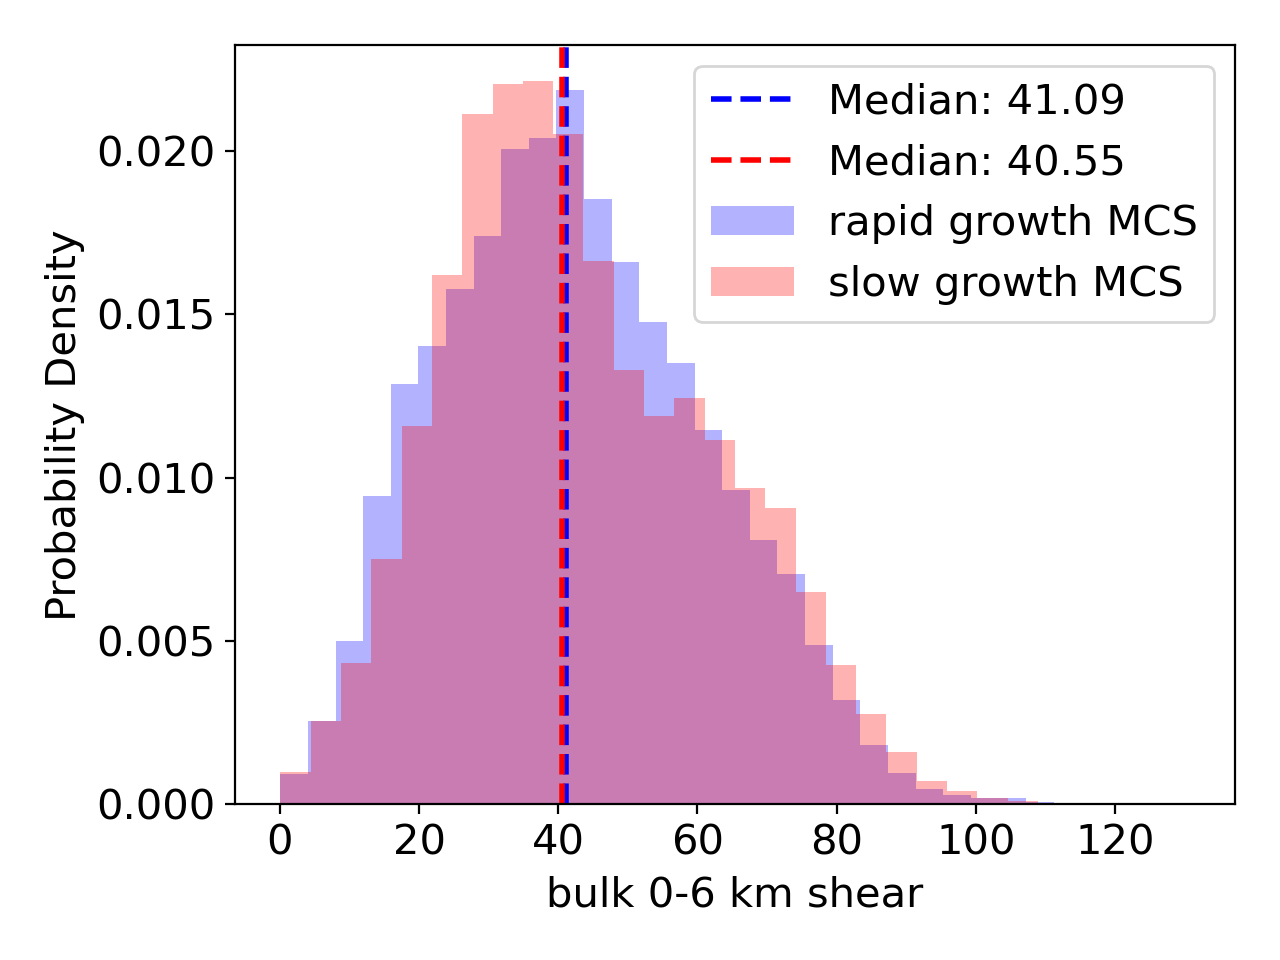 Median: 41.09
Median: 40.55
rapid growth MCS
slow growth MCS
Probability Density
0.020
0.015
0.010
0.005
0.000
0 20 40 60 80 100 120
bulk 0-6 km shear